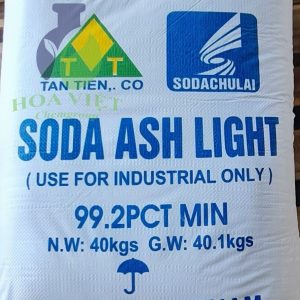 T T
TAN TIEN,. CO
SODACHULAI
HOA VIET
SODA ASH LIGHT
( USE FOR INDUSTRIAL ONLY )
99.2PCT MIN
N.W: 40kgs G.W: 40.1kgs